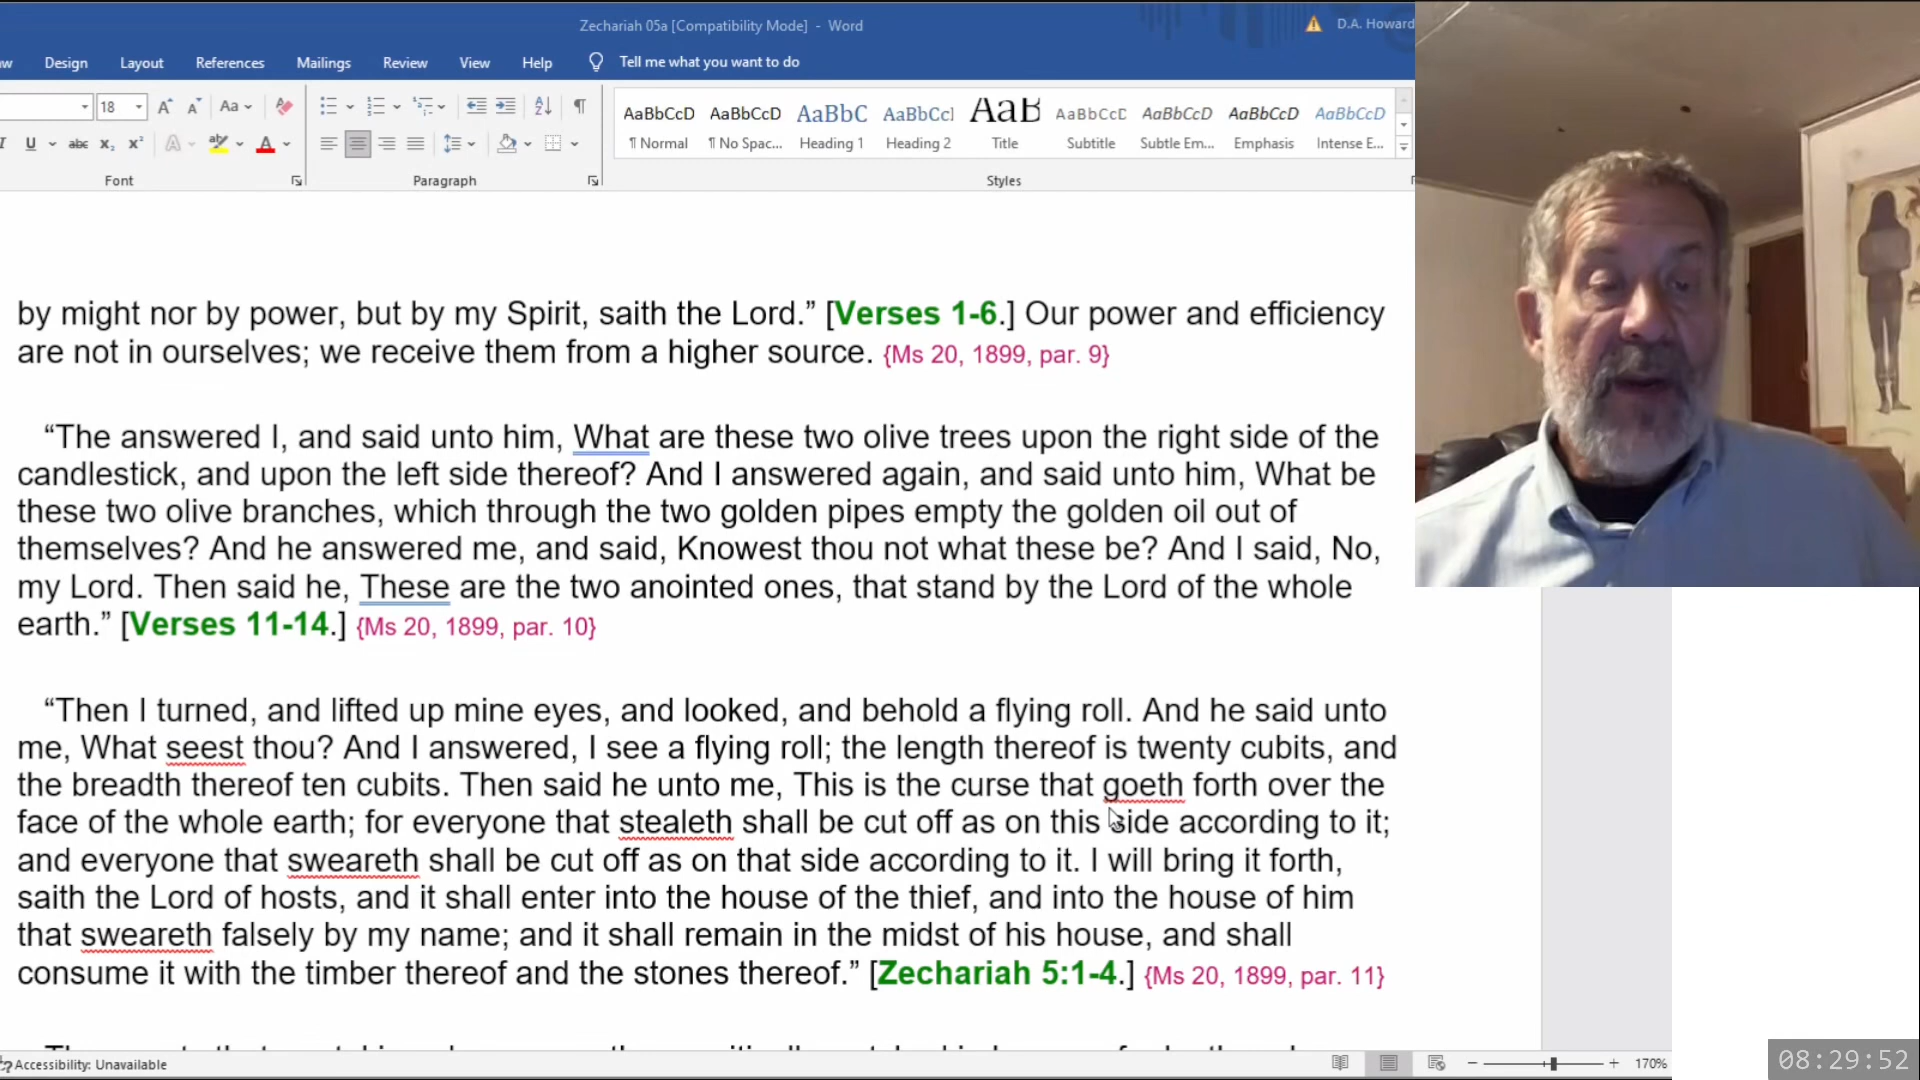 Zechariah 05a [Compatibility Mode] - Word
D.A. Howard
Design Layout References Mailings Review View Help Tell me what you want to do
18 Aa
AaBbCcD AaBbCcD AaBbC AaBbCcl AaB AaBbCcD AaBbCcD AaBbCcD AaBbCcD
¶ Normal ¶ No Spac... Heading 1 Heading 2 Title Subtitle Subtle Em... Emphasis Intense E...
Font Paragraph Styles
by might nor by power, but by my Spirit, saith the Lord.” [Verses 1-6.] Our power and efficiency
are not in ourselves; we receive them from a higher source. {Ms 20, 1899, par. 9}
“The answered I, and said unto him, What are these two olive trees upon the right side of the
candlestick, and upon the left side thereof? And I answered again, and said unto him, What be
these two olive branches, which through the two golden pipes empty the golden oil out of
themselves? And he answered me, and said, Knowest thou not what these be? And I said, No,
my Lord. Then said he, These are the two anointed ones, that stand by the Lord of the whole
earth.” [Verses 11-14.] {Ms 20, 1899, par. 10}
“Then I turned, and lifted up mine eyes, and looked, and behold a flying roll. And he said unto
me, What seest thou? And I answered, I see a flying roll; the length thereof is twenty cubits, and
the breadth thereof ten cubits. Then said he unto me, This is the curse that goeth forth over the
face of the whole earth; for everyone that stealeth shall be cut off as on this side according to it;
and everyone that sweareth shall be cut off as on that side according to it. I will bring it forth,
saith the Lord of hosts, and it shall enter into the house of the thief, and into the house of him
that sweareth falsely by my name; and it shall remain in the midst of his house, and shall
consume it with the timber thereof and the stones thereof.” [Zechariah 5:1-4.] {Ms 20, 1899, par. 11}
Accessibility: Unavailable
170%
08:29:52